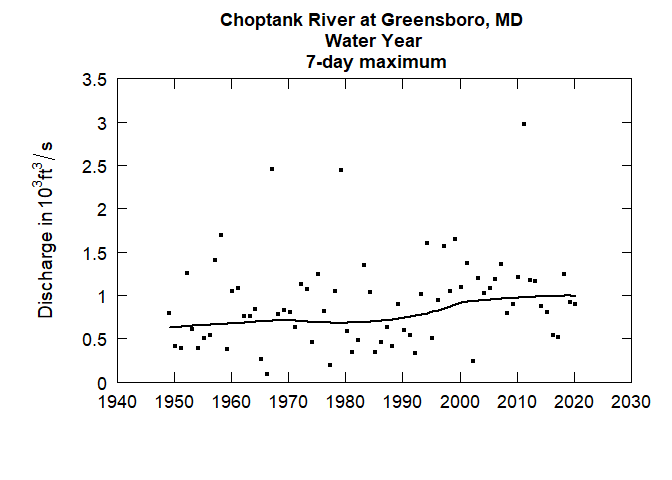 Choptank River at Greensboro, MD
Water Year
7-day maximum
Discharge in 10³ft³/s
3.5
3
2.5
2
1.5
1
0.5
0
1940 1950 1960 1970 1980 1990 2000 2010 2020 2030